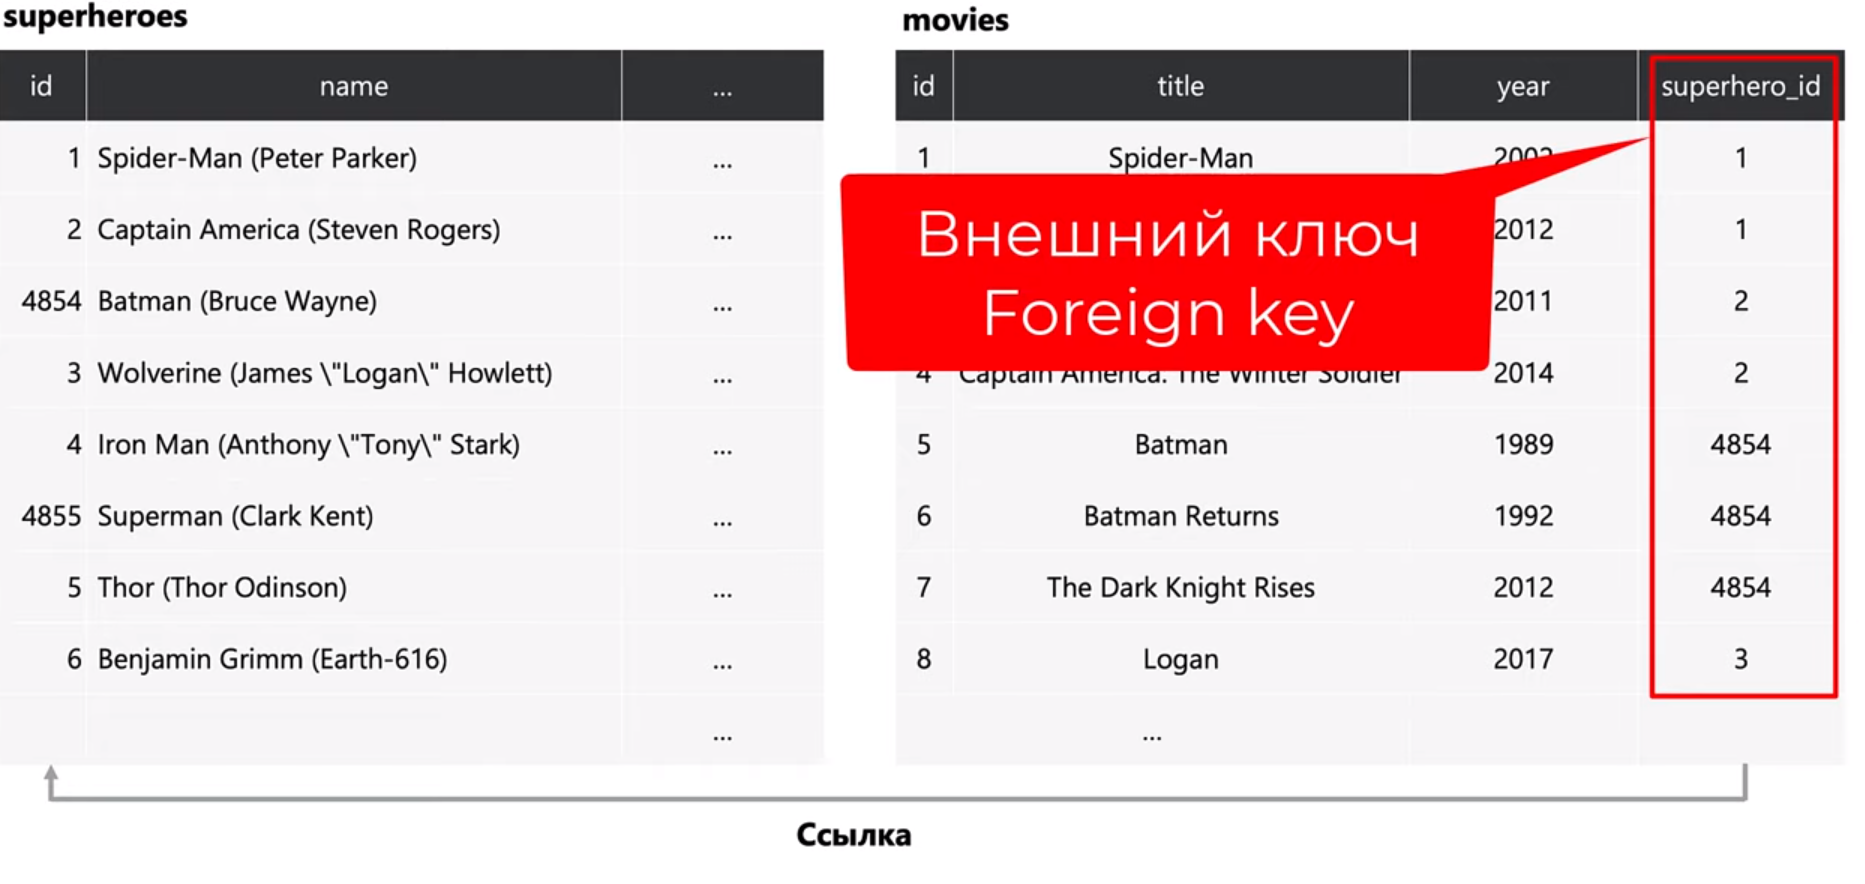 superheroes
id name ...
1 Spider-Man (Peter Parker) ...
2 Captain America (Steven Rogers) ...
4854 Batman (Bruce Wayne) ...
3 Wolverine (James \"Logan\" Howlett) ...
4 Iron Man (Anthony \"Tony\" Stark) ...
4855 Superman (Clark Kent) ...
5 Thor (Thor Odinson) ...
6 Benjamin Grimm (Earth-616) ...
...
movies
id title year superhero_id
1 Spider-Man 2002 1
2012 1
2011 2
4 Captain America: The Winter Soldier 2014 2
5 Batman 1989 4854
6 Batman Returns 1992 4854
7 The Dark Knight Rises 2012 4854
8 Logan 2017 3
...
Внешний ключ
Foreign key
Ссылка